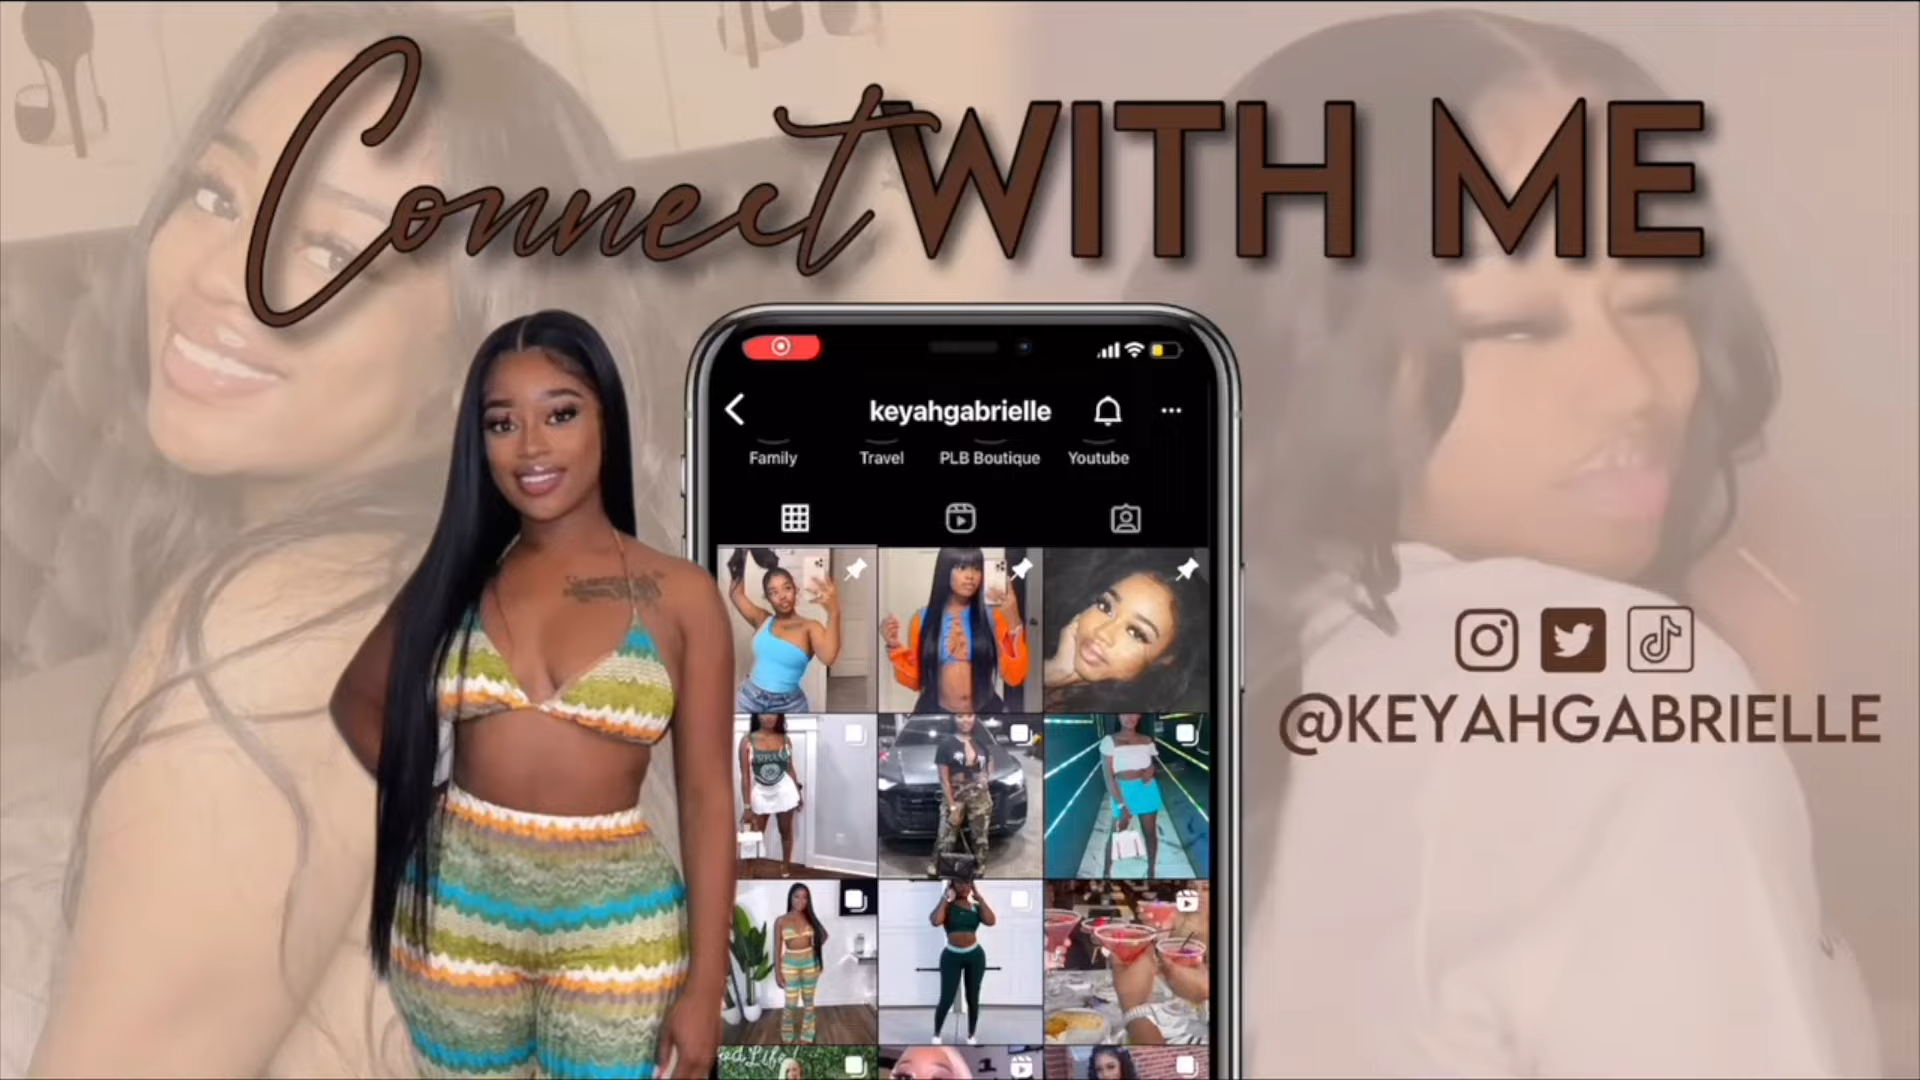 Connect WITH ME
keyahgabrielle
Family
Travel
PLB Boutique
Youtube
@KEYAHGABRIELLE